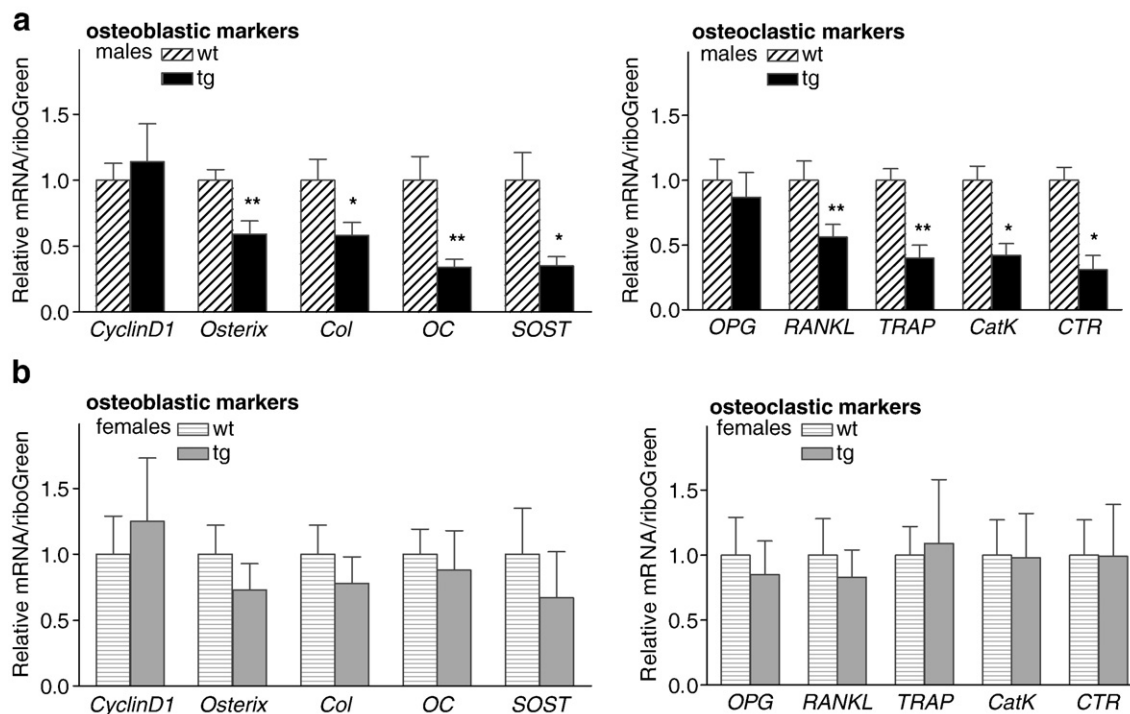 a
osteoblastic markers
males
wt
tg
Relative mRNA/riboGreen
1.5
1.0
0.5
0.0
**
*
**
*
CyclinD1 Osterix Col OC SOST
osteoclastic markers
males
wt
tg
Relative mRNA/riboGreen
1.5
1.0
0.5
0.0
**
**
*
*
OPG RANKL TRAP CatK CTR
b
osteoblastic markers
females
wt
tg
Relative mRNA/riboGreen
1.5
1.0
0.5
0.0
CyclinD1 Osterix Col OC SOST
osteoclastic markers
females
wt
tg
Relative mRNA/riboGreen
1.5
1.0
0.5
0.0
OPG RANKL TRAP CatK CTR